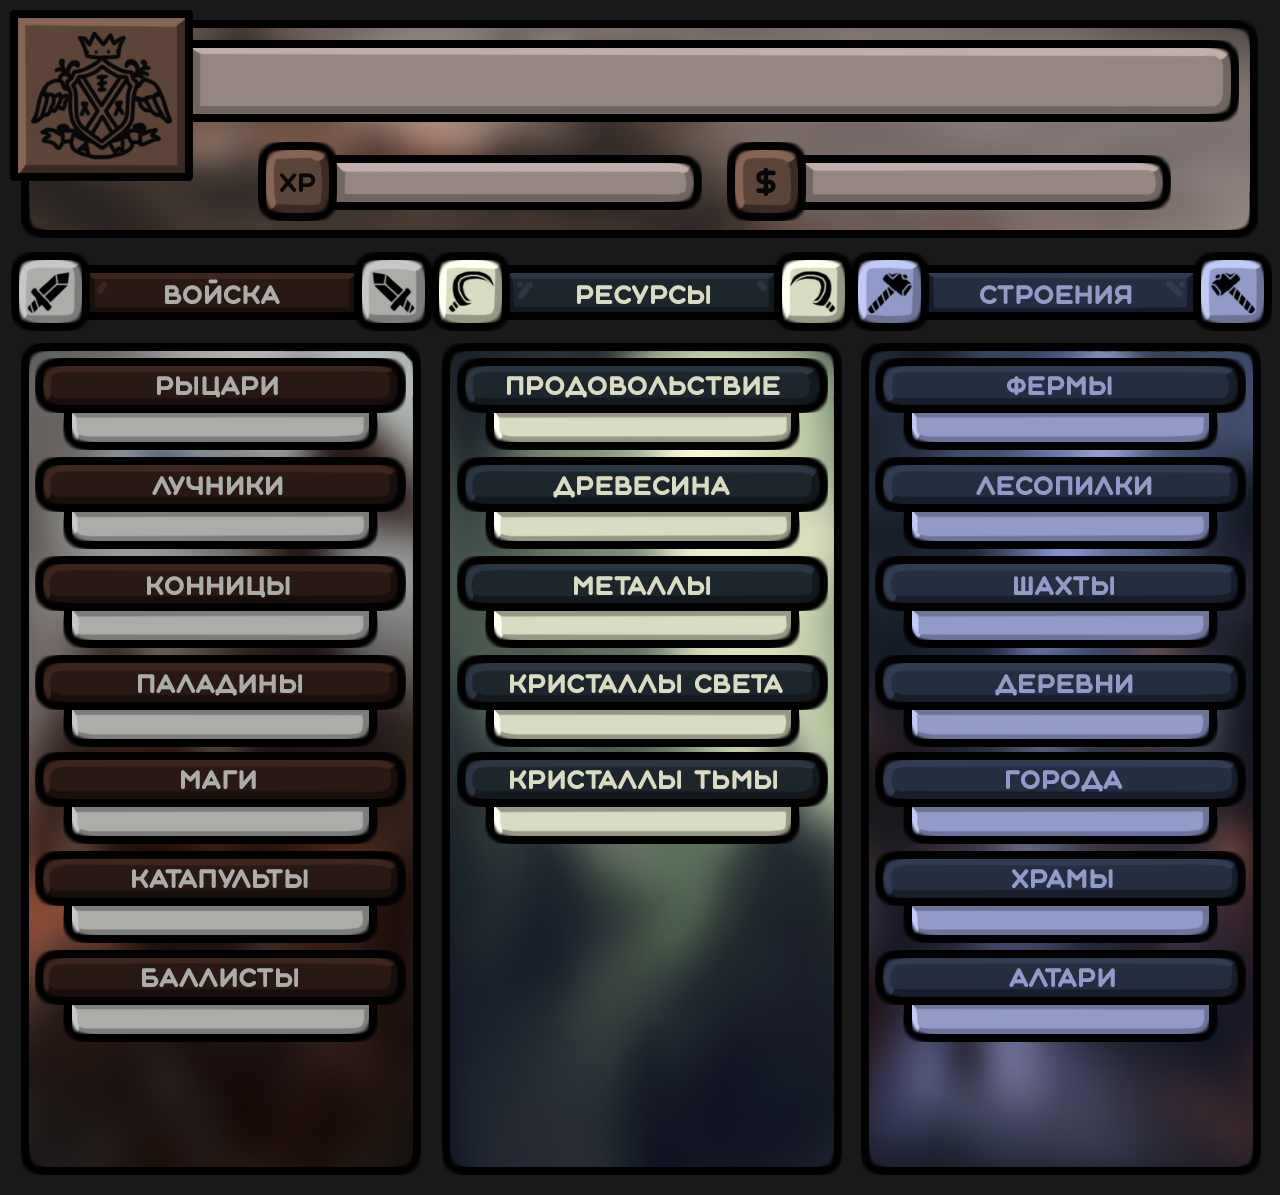 XP
$
ВОЙСКА
РЕСУРСЫ
СТРОЕНИЯ
РЫЦАРИ
ЛУЧНИКИ
КОННИЦЫ
ПАЛАДИНЫ
МАГИ
КАТАПУЛЬТЫ
БАЛЛИСТЫ
ПРОДОВОЛЬСТВИЕ
ДРЕВЕСИНА
МЕТАЛЛЫ
КРИСТАЛЛЫ СВЕТА
КРИСТАЛЛЫ ТЬМЫ
ФЕРМЫ
ЛЕСОПИЛКИ
ШАХТЫ
ДЕРЕВНИ
ГОРОДА
ХРАМЫ
АЛТАРИ